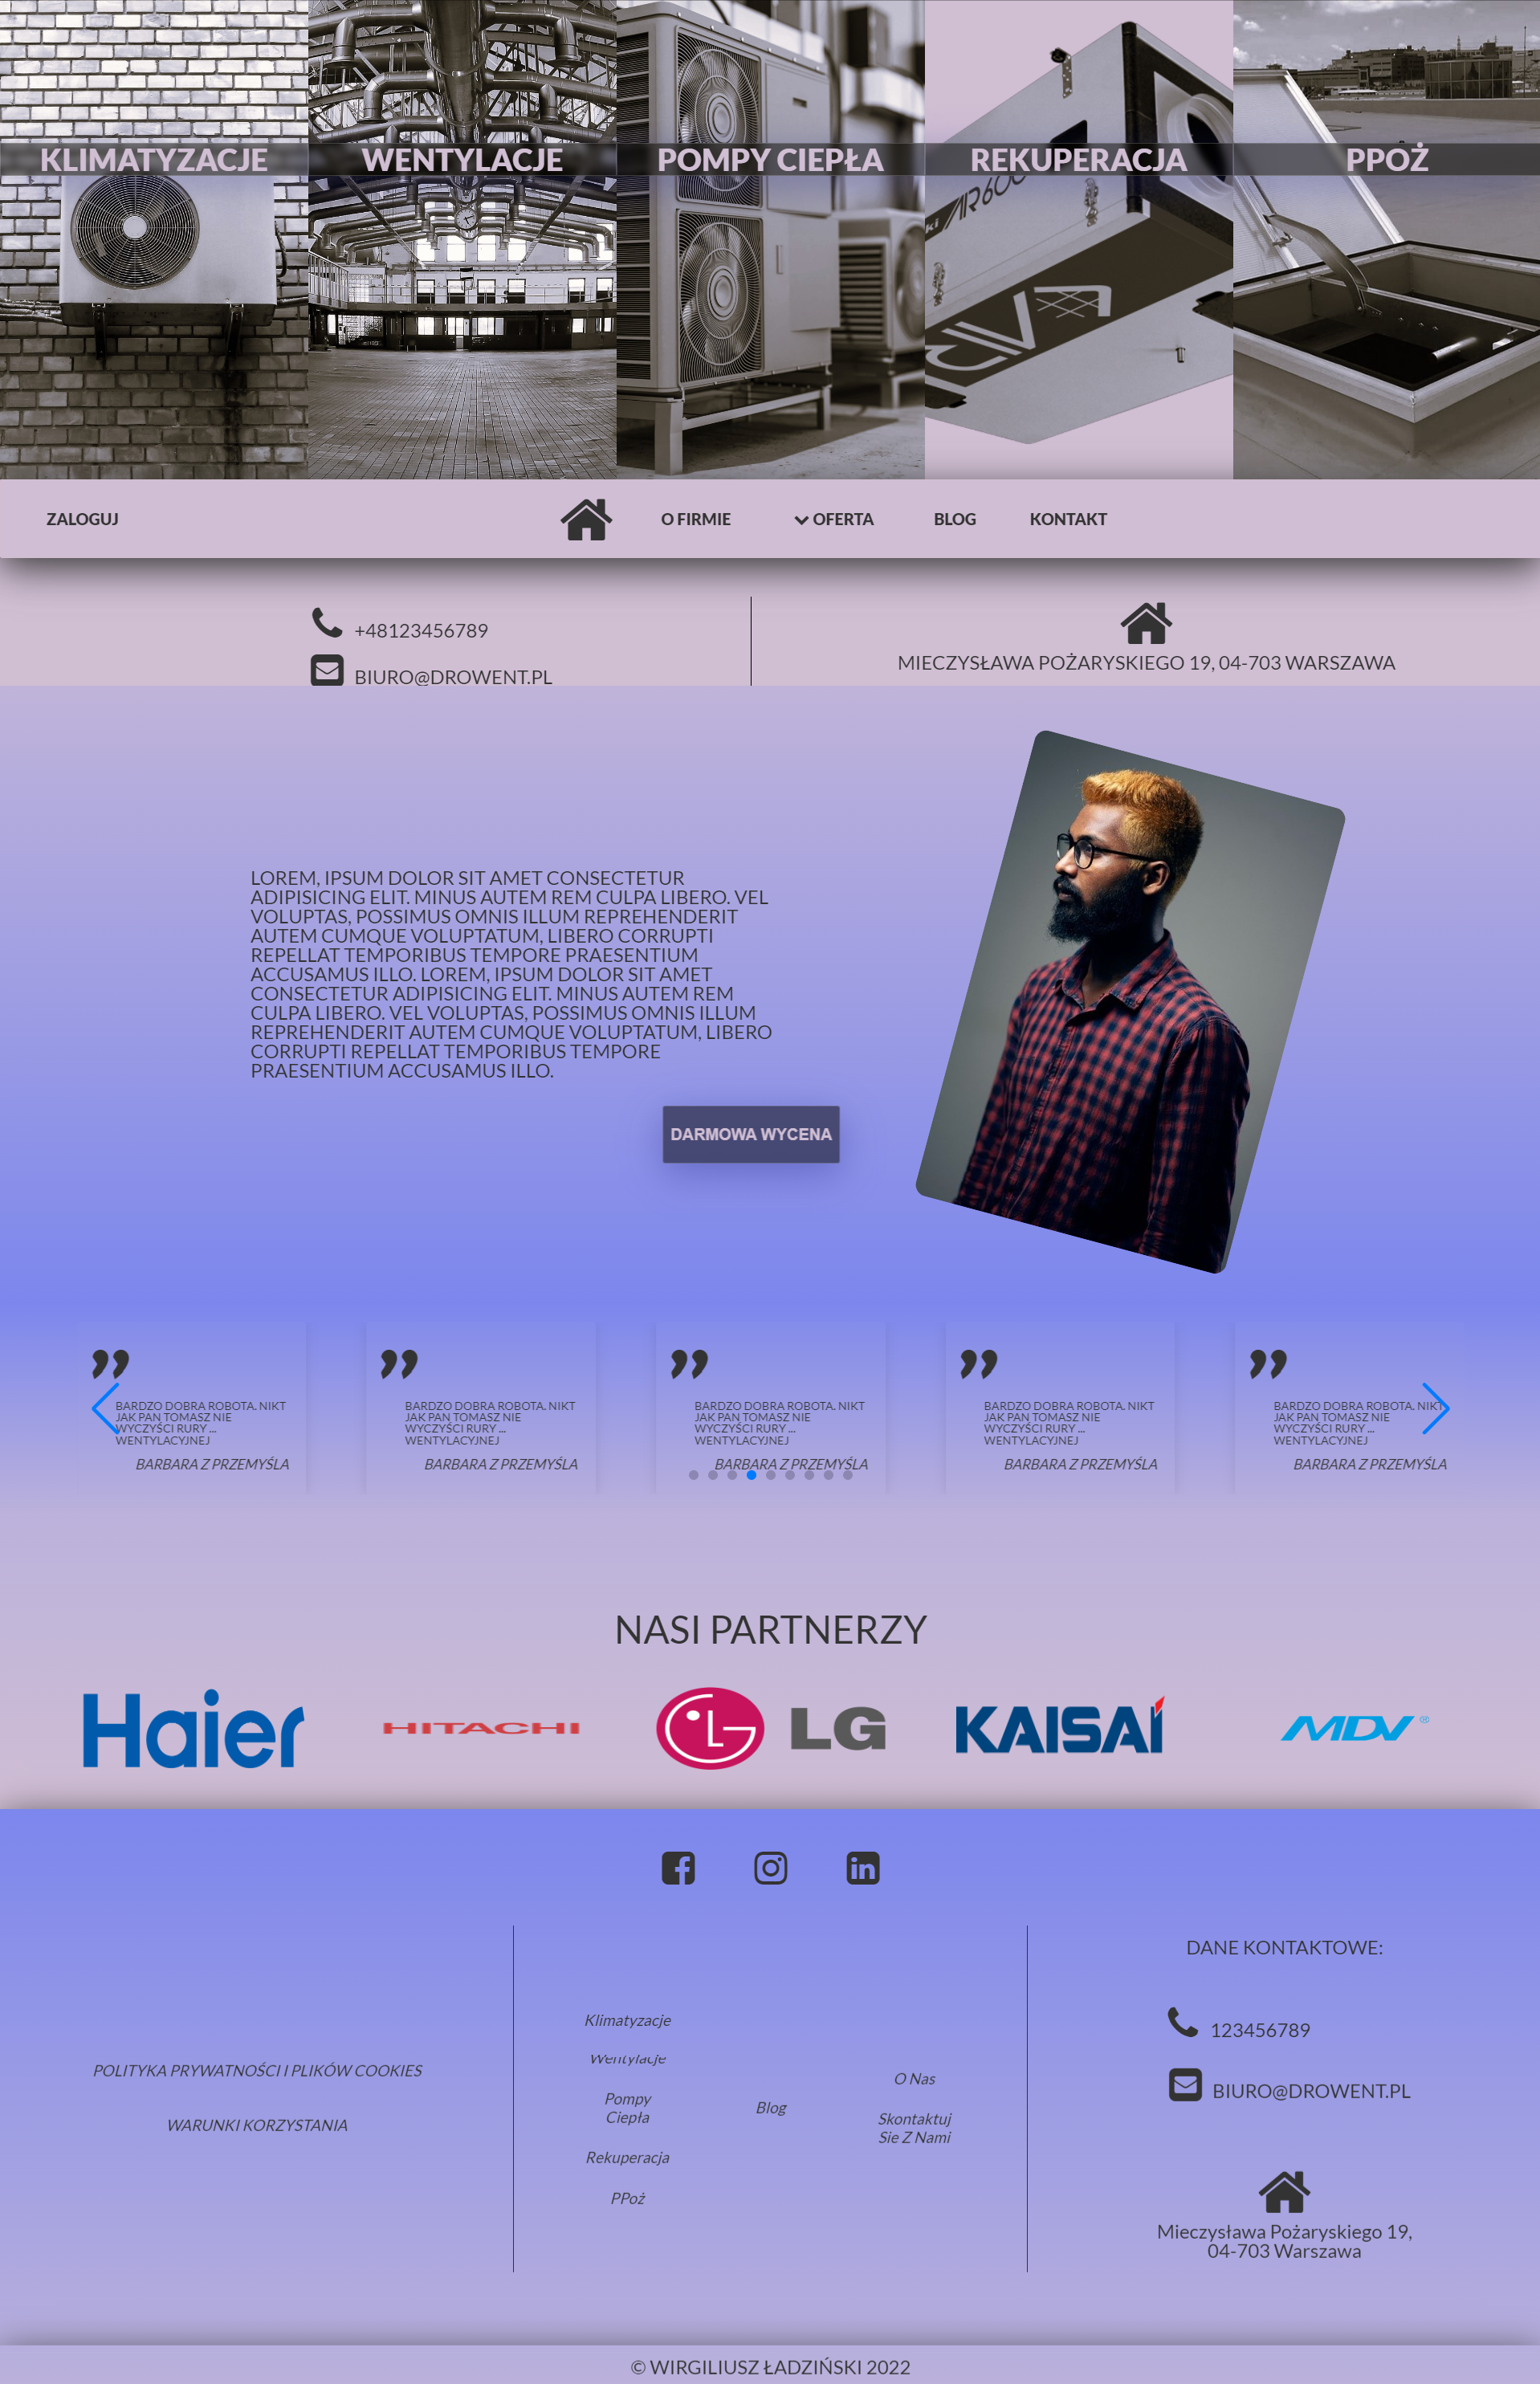 KLIMATYZACJE
WENTYLACJE
POMPY CIEPŁA
REKUPERACJA
PPOŻ
AIR600
ZALOGUJ
O FIRMIE
OFERTA
BLOG
KONTAKT
+48123456789
BIURO@DROWENT.PL
MIECZYSŁAWA POŻARYSKIEGO 19, 04-703 WARSZAWA
LOREM, IPSUM DOLOR SIT AMET CONSECTETUR
ADIPISICING ELIT. MINUS AUTEM REM CULPA LIBERO. VEL
VOLUPTAS, POSSIMUS OMNIS ILLUM REPREHENDERIT
AUTEM CUMQUE VOLUPTATUM, LIBERO CORRUPTI
REPELLAT TEMPORIBUS TEMPORE PRAESENTIUM
ACCUSAMUS ILLO. LOREM, IPSUM DOLOR SIT AMET
CONSECTETUR ADIPISICING ELIT. MINUS AUTEM REM
CULPA LIBERO. VEL VOLUPTAS, POSSIMUS OMNIS ILLUM
REPREHENDERIT AUTEM CUMQUE VOLUPTATUM, LIBERO
CORRUPTI REPELLAT TEMPORIBUS TEMPORE
PRAESENTIUM ACCUSAMUS ILLO.
DARMOWA WYCENA
BARDZO DOBRA ROBOTA. NIKT
JAK PAN TOMASZ NIE
WYCZYŚCI RURY ...
WENTYLACYJNEJ
BARBARA Z PRZEMYŚLA
BARDZO DOBRA ROBOTA. NIKT
JAK PAN TOMASZ NIE
WYCZYŚCI RURY ...
WENTYLACYJNEJ
BARBARA Z PRZEMYŚLA
BARDZO DOBRA ROBOTA. NIKT
JAK PAN TOMASZ NIE
WYCZYŚCI RURY ...
WENTYLACYJNEJ
BARBARA Z PRZEMYŚLA
BARDZO DOBRA ROBOTA. NIKT
JAK PAN TOMASZ NIE
WYCZYŚCI RURY ...
WENTYLACYJNEJ
BARBARA Z PRZEMYŚLA
BARDZO DOBRA ROBOTA. NIKT
JAK PAN TOMASZ NIE
WYCZYŚCI RURY ...
WENTYLACYJNEJ
BARBARA Z PRZEMYŚLA
NASI PARTNERZY
Haier
HITACHI
LG
KAISAI
MDV ®
POLITYKA PRYWATNOŚCI I PLIKÓW COOKIES
WARUNKI KORZYSTANIA
Klimatyzacje
Wentylacje
Pompy
Ciepła
Rekuperacja
PPoż
Blog
O Nas
Skontaktuj
Sie Z Nami
DANE KONTAKTOWE:
123456789
BIURO@DROWENT.PL
Mieczysława Pożaryskiego 19,
04-703 Warszawa
© WIRGILIUSZ ŁADZIŃSKI 2022